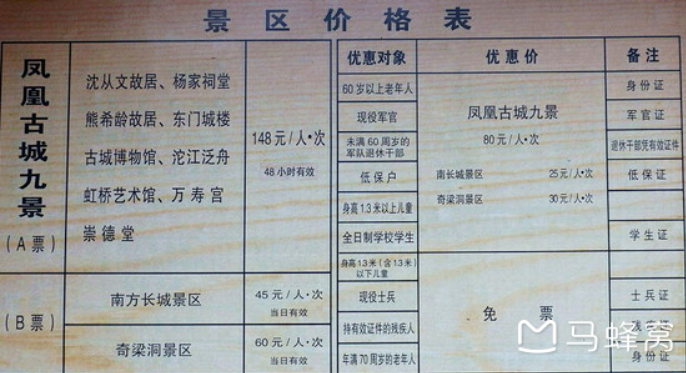 景区价格表
凤凰古城九景
(A票)
沈从文故居、杨家祠堂
熊希龄故居、东门城楼
古城博物馆、沱江泛舟
虹桥艺术馆、万寿宫
崇德堂
148元/人·次
48小时有效
(B票)
南方长城景区
45元/人·次
当日有效
奇梁洞景区
60元/人·次
当日有效
优惠对象 优惠价 备注
60岁以上老年人 身份证
现役军官 军官证
未满60周岁的
军队退休干部 退休干部凭有效证件
低保户 低保证
身高1.3米以上儿童
全日制学校学生 学生证
凤凰古城九景
80元/人·次
南长城景区 25元/人·次
奇梁洞景区 30元/人·次
身高1.3米(含1.3米)
以下儿童
现役士兵 士兵证
持有效证件的残疾人 残疾证
年满70周岁的老年人 身份证
免票
马蜂窝